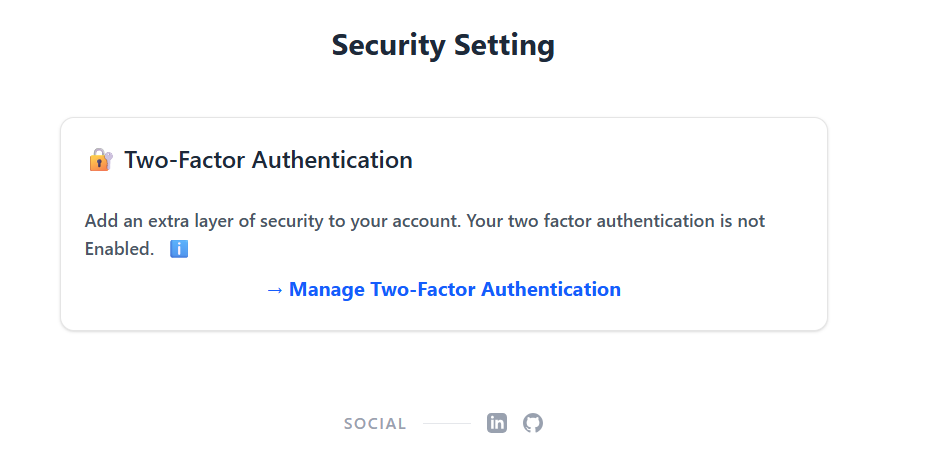 Security Setting
🔐 Two-Factor Authentication
Add an extra layer of security to your account. Your two factor authentication is not
Enabled. ℹ️
→ Manage Two-Factor Authentication
SOCIAL in